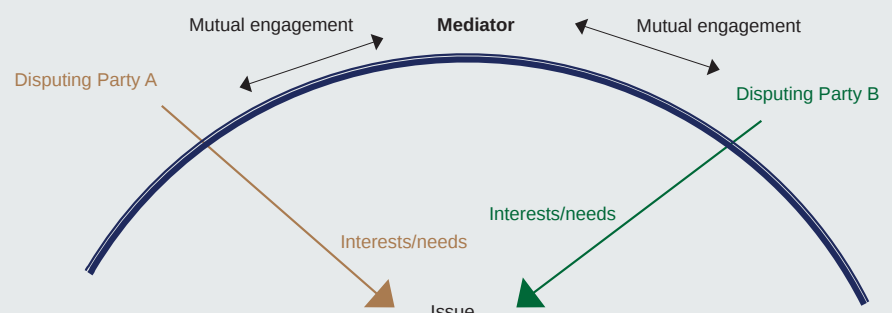 Mutual engagement
Mediator
Mutual engagement
Disputing Party A
Disputing Party B
Interests/needs
Interests/needs
Issue